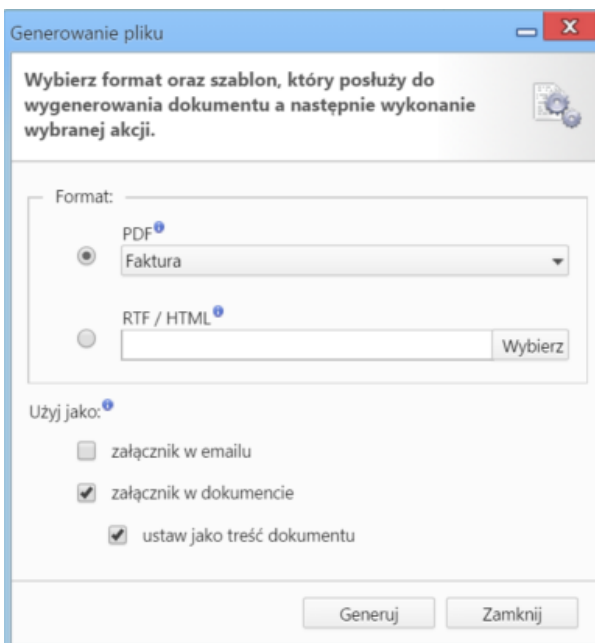 Generowanie pliku
Wybierz format oraz szablon, który posłuży do
wygenerowania dokumentu a następnie wykonanie
wybranej akcji.
Format:
PDF
Faktura
RTF / HTML
Wybierz
Użyj jako:
załącznik w emailu
załącznik w dokumencie
ustaw jako treść dokumentu
Generuj Zamknij